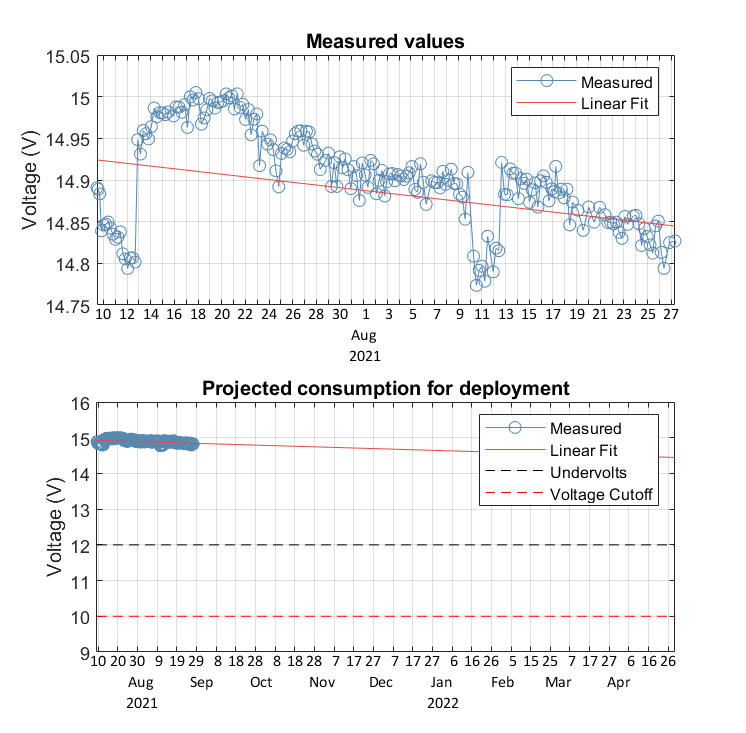 Measured values
15.05
15
14.95
14.9
14.85
14.8
14.75
Voltage (V)
Measured
Linear Fit
10 12 14 16 18 20 22 24 26 28 30 1 3 5 7 9 11 13 15 17 19 21 23 25 27
Aug
2021
Projected consumption for deployment
16
15
14
13
12
11
10
9
Voltage (V)
Measured
Linear Fit
Undervolts
Voltage Cutoff
10 20 30 9 19 29 8 18 28 8 18 28 7 17 27 7 17 27 6 16 26 5 15 25 7 17 27 6 16 26
Aug Sep Oct Nov Dec Jan Feb Mar Apr
2021 2022